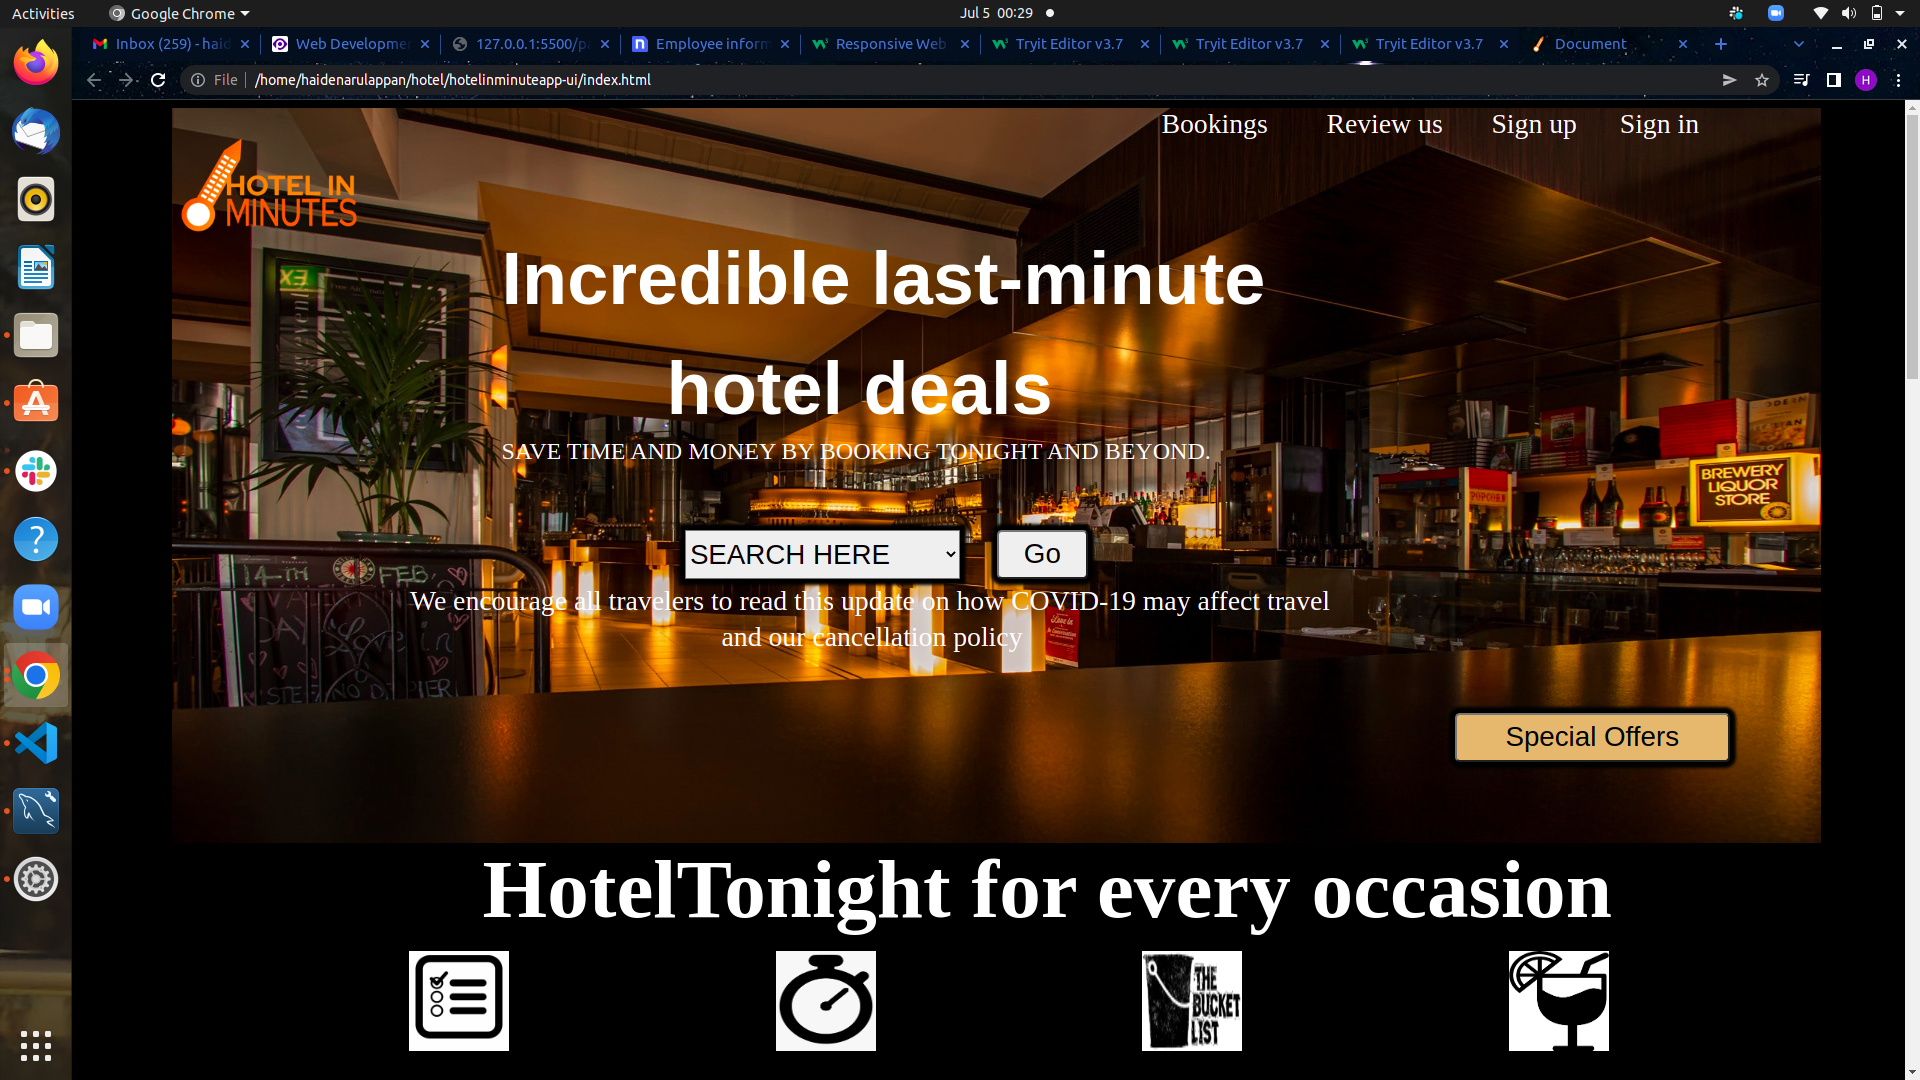 Activities
Google Chrome
Jul 5 00:29
Inbox (259) - haid
Web Developmen
127.0.0.1:5500/pa
Employee inform
Responsive Web
Tryit Editor v3.7
Tryit Editor v3.7
Tryit Editor v3.7
Document
File
/home/haidenarulappan/hotel/hotelinminuteapp-ui/index.html
H
Bookings
Review us
Sign up
Sign in
HOTEL IN
MINUTES
EX
Incredible last-minute
hotel deals
SAVE TIME AND MONEY BY BOOKING TONIGHT AND BEYOND.
POPCORN
BREWERY
LIQUOR
STORE
SEARCH HERE
Go
14TH FEB.
We encourage all travelers to read this update on how COVID-19 may affect travel
and our cancellation policy
Special Offers
HotelTonight for every occasion
THE
BUCKET
LIST